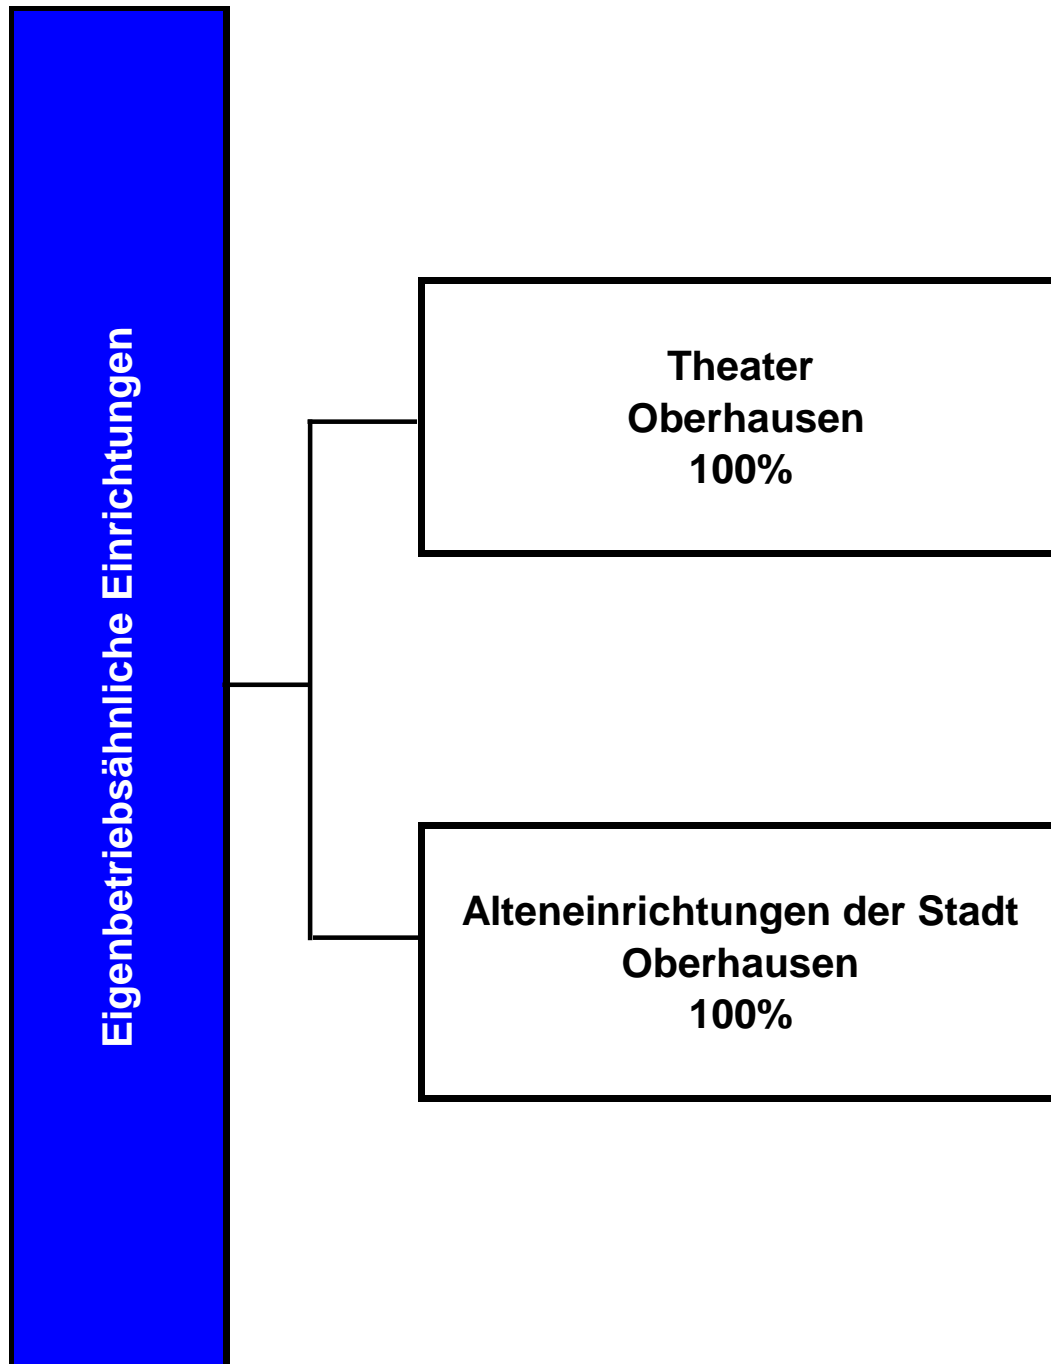 Eigenbetriebsähnliche Einrichtungen
Theater
Oberhausen
100%
Alteneinrichtungen der Stadt
Oberhausen
100%